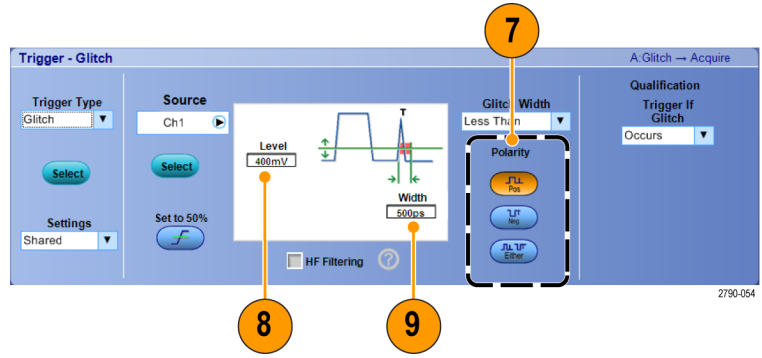 7
Trigger - Glitch
A:Glitch → Acquire
Trigger Type
Glitch
Select
Settings
Shared
Source
Ch1
Select
Set to 50%
Level
400mV
T
Width
500ps
HF Filtering
?
Glitch Width
Less Than
Polarity
Pos
Neg
Either
Qualification
Trigger If
Glitch
Occurs
2790-054
8
9